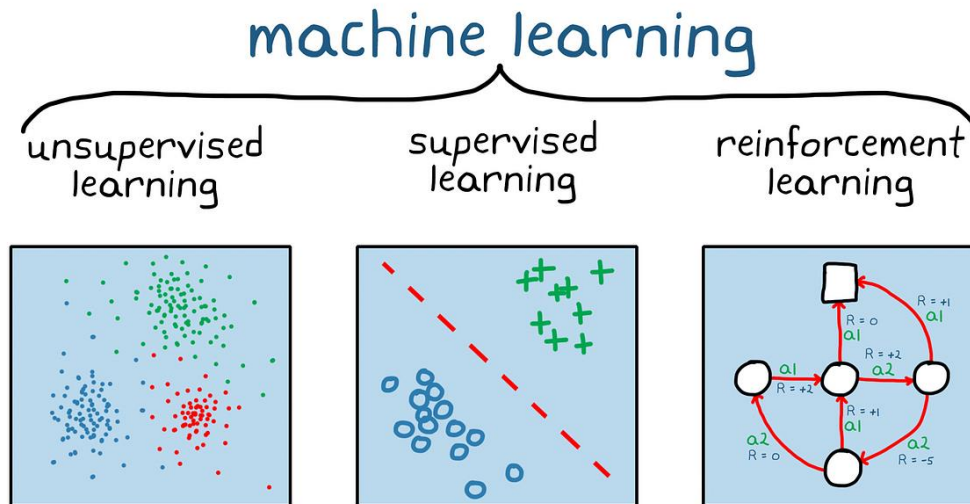 machine learning
unsupervised
learning
supervised
learning
reinforcement
learning
R = +1
a1
R = 0
a1
R = +2
a2
a1
R = +2
R = +1
a1
a2
R = 0
a2
R = -5